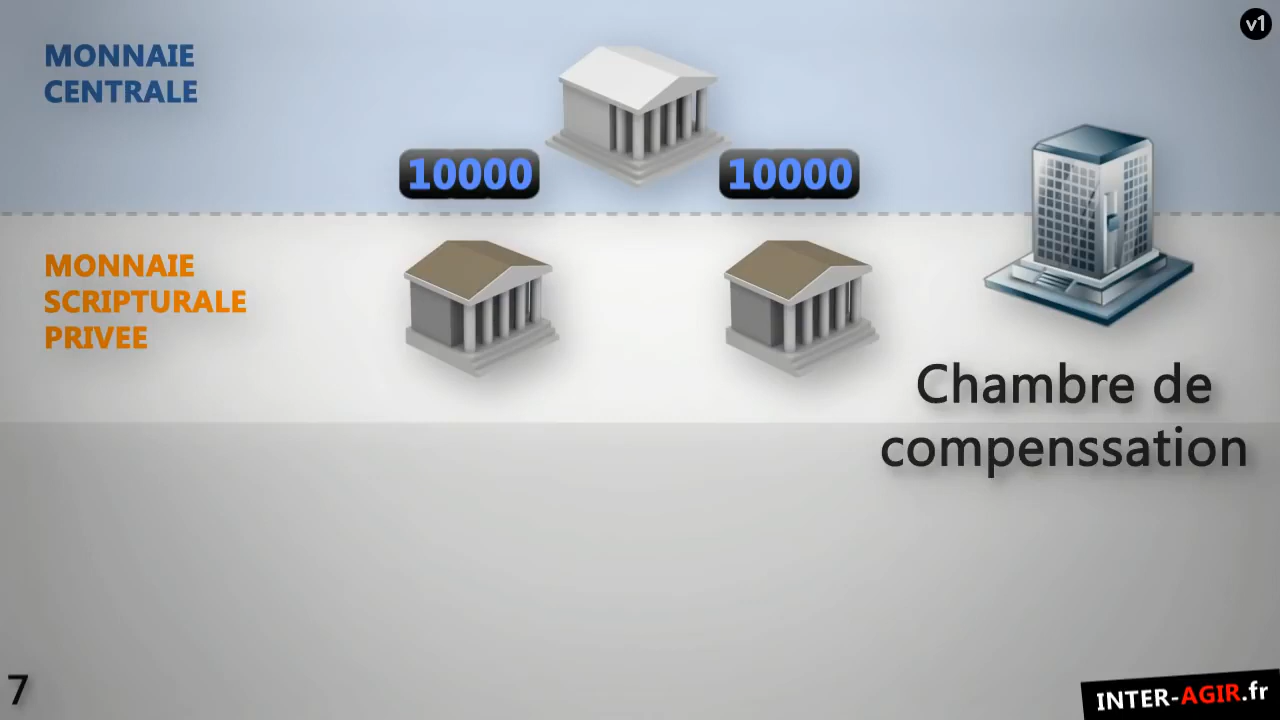 MONNAIE
CENTRALE
v1
10000
10000
MONNAIE
SCRIPTURALE
PRIVEE
Chambre de
compenssation
7
INTER-AGIR.fr